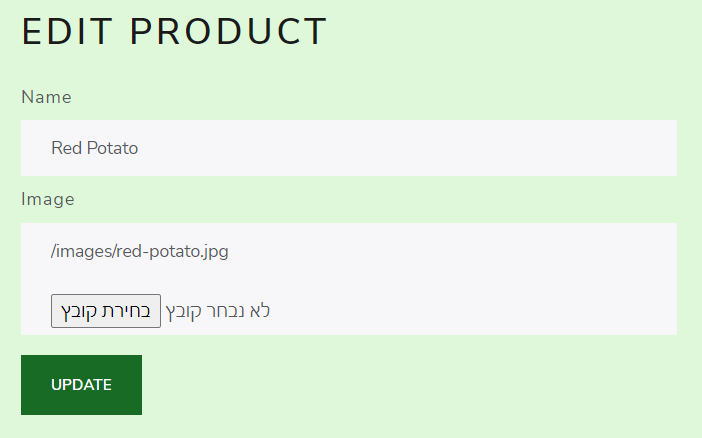 EDIT PRODUCT
Name
Red Potato
Image
/images/red-potato.jpg
בחירת קובץ לא נבחר קובץ
UPDATE